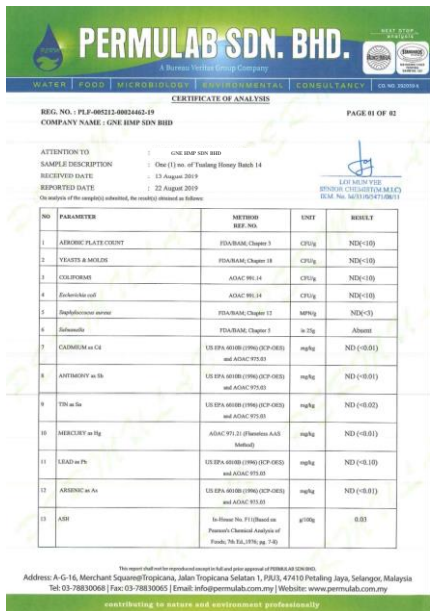 NEXT STOP...
analysis
PERMULAB SDN. BHD.
A Bureau Veritas Group Company
WATER | FOOD | MICROBIOLOGY | ENVIRONMENTAL | CONSULTANCY
CERTIFICATE OF ANALYSIS
REG. NO. : PLF-005212-00024462-19
PAGE 01 OF 02
COMPANY NAME : GNE HMP SDN BHD
ATTENTION TO : GNE HMP SDN BHD
SAMPLE DESCRIPTION : One (1) no. of Tualang Honey Batch 14
RECEIVED DATE : 13 August 2019
REPORTED DATE : 22 August 2019
LOI MUN YEE
SENIOR CHEMIST(M.M.I.C)
On analysis of the sample(s) submitted, the result(s) obtained as follows:
NO PARAMETER METHOD REF. NO. UNIT RESULT
1 AEROBIC PLATE COUNT FDA/BAM; Chapter 3 CFU/g ND(<10)
2 YEASTS & MOLDS FDA/BAM; Chapter 18 CFU/g ND(<10)
3 COLIFORMS AOAC 991.14 CFU/g ND(<10)
4 Escherichia coli AOAC 991.14 CFU/g ND(<10)
5 Staphylococcus aureus FDA/BAM; Chapter 12 MPN/g ND(<3)
6 Salmonella FDA/BAM; Chapter 5 in 25g Absent
7 CADMIUM as Cd US EPA 6010B (1996) (ICP-OES) and AOAC 975.03 mg/kg ND (<0.01)
8 ANTIMONY as Sb US EPA 6010B (1996) (ICP-OES) and AOAC 975.03 mg/kg ND (<0.01)
9 TIN as Sn US EPA 6010B (1996) (ICP-OES) and AOAC 975.03 mg/kg ND (<0.02)
10 MERCURY as Hg AOAC 971.21 (Flameless AAS Method) mg/kg ND (<0.01)
11 LEAD as Pb US EPA 6010B (1996) (ICP-OES) and AOAC 975.03 mg/kg ND (<0.10)
12 ARSENIC as As US EPA 6010B (1996) (ICP-OES) and AOAC 975.03 mg/kg ND (<0.01)
13 ASH In-House No. F11(Based on Pearson's Chemical Analysis of Foods; 7th Ed.,1976; pg. 7-8) g/100g 0.03
This report shall not be reproduced except in full and prior approval of PERMULAB SDN BHD.
Address: A-G-16, Merchant Square@Tropicana, Jalan Tropicana Selatan 1, PJU3, 47410 Petaling Jaya, Selangor, Malaysia
Tel: 03-78830068 | Fax: 03-78830065 | Email: info@permulab.com.my | Website: www.permulab.com.my
contributing to nature and environment professionally